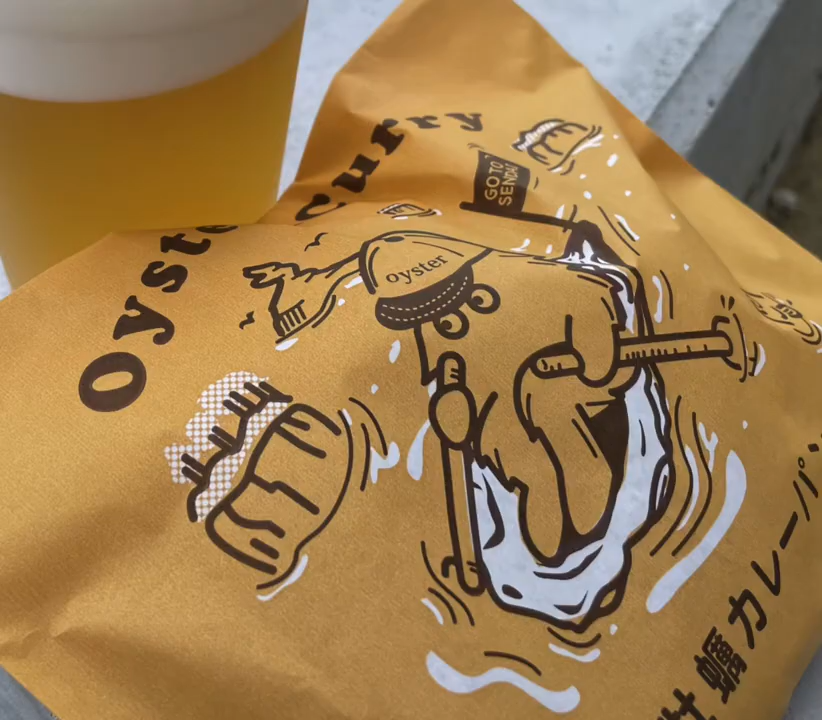 Oyster Curry
GO TO
SENDAI
oyster
牡蠣カレーパ